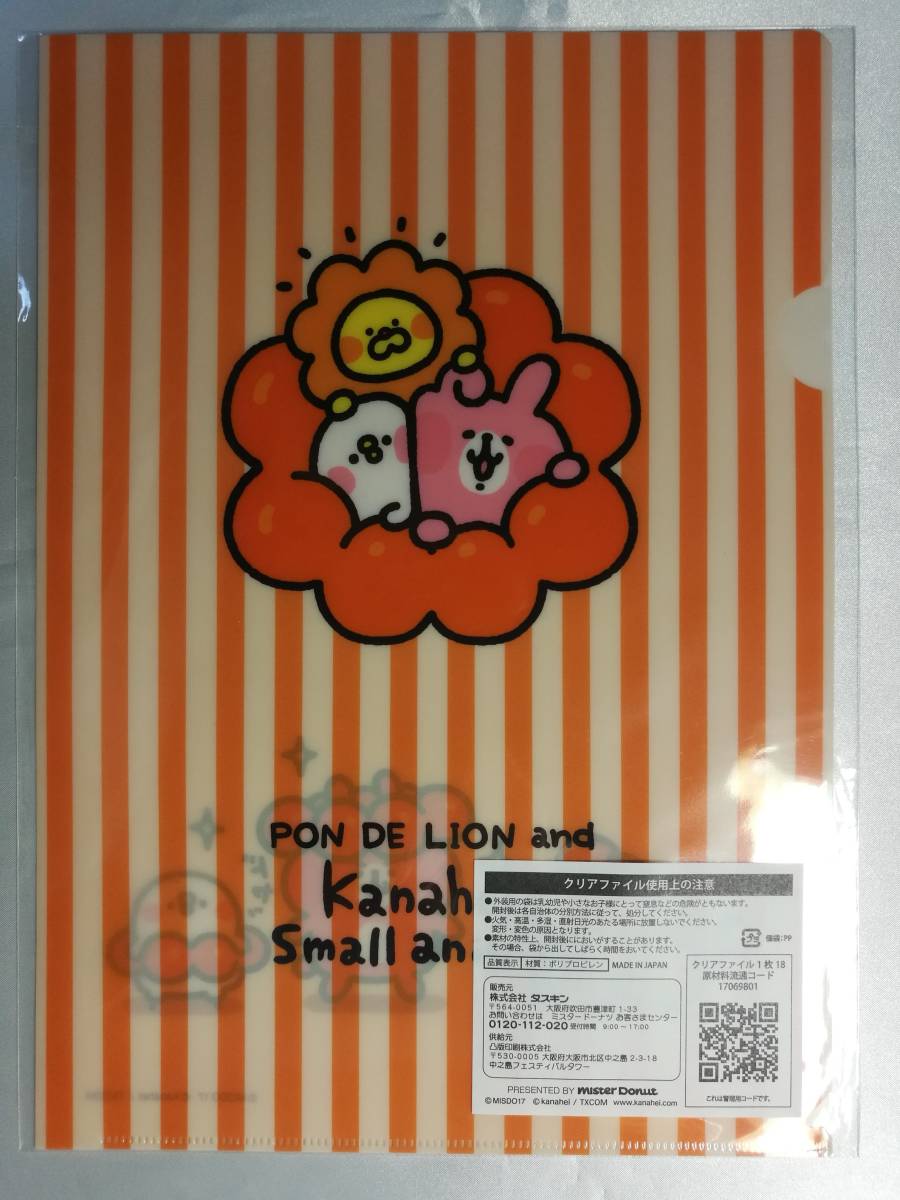 PON DE LION and
Kanah
Small an
クリアファイル使用上の注意
●外装用の袋は乳幼児や小さなお子様にとって窒息などの危険がともないます。
開封後は各自治体の分別方法に従って、処分してください。
●火気・高温・多湿・直射日光のあたる場所に放置しないでください。
変形・変色の原因となります。
●素材の特性上、開封後ににおいがすることがあります。
その場合、袋から出してしばらく時間をおいてください。
個袋:PP
品質表示 材質:ポリプロピレン MADE IN JAPAN
クリアファイル1枚 18
原材料流通コード
17069801
販売元
株式会社 ダスキン
〒564-0051 大阪府吹田市豊津町 1-33
お問い合わせは ミスタードーナツ お客さまセンター
0120-112-020 受付時間 9:00～17:00
供給元
凸版印刷株式会社
〒530-0005 大阪府大阪市北区中之島 2-3-18
中之島フェスティバルタワー
これは管理用コードです。
PRESENTED BY mister Donut
©MISDO17 ©kanahei / TXCOM www.kanahei.com